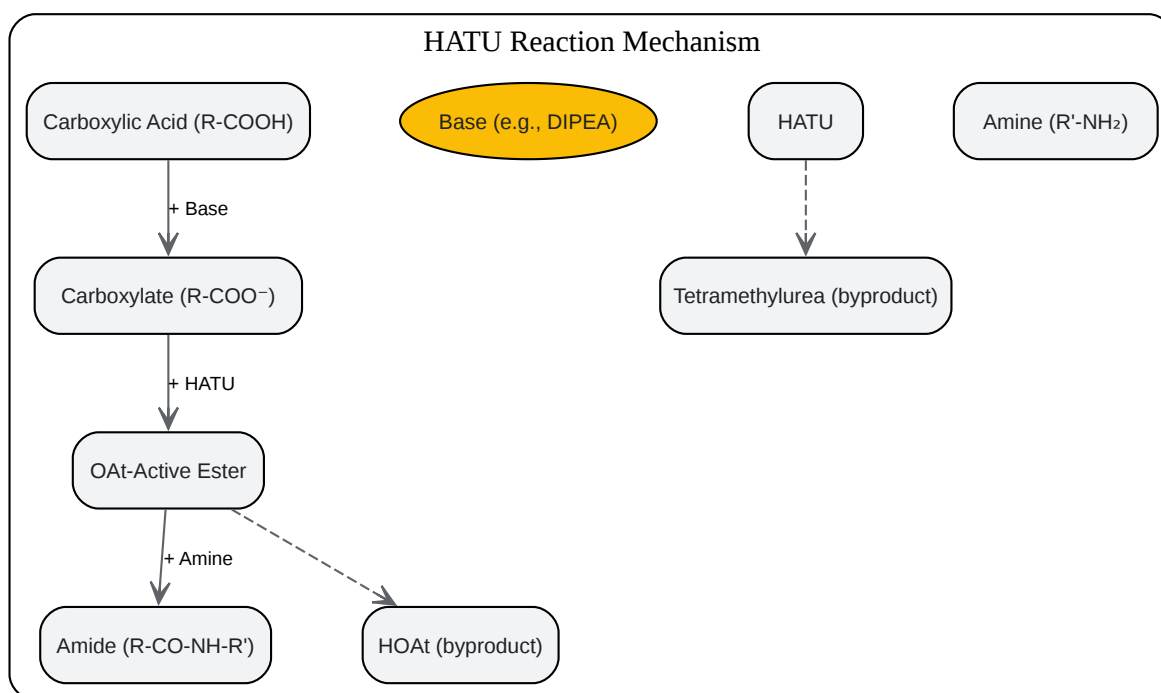 HATU Reaction Mechanism
Carboxylic Acid (R-COOH)
Base (e.g., DIPEA)
HATU
Amine (R'-NH₂)
+ Base
Carboxylate (R-COO⁻)
Tetramethylurea (byproduct)
+ HATU
OAt-Active Ester
+ Amine
Amide (R-CO-NH-R')
HOAt (byproduct)